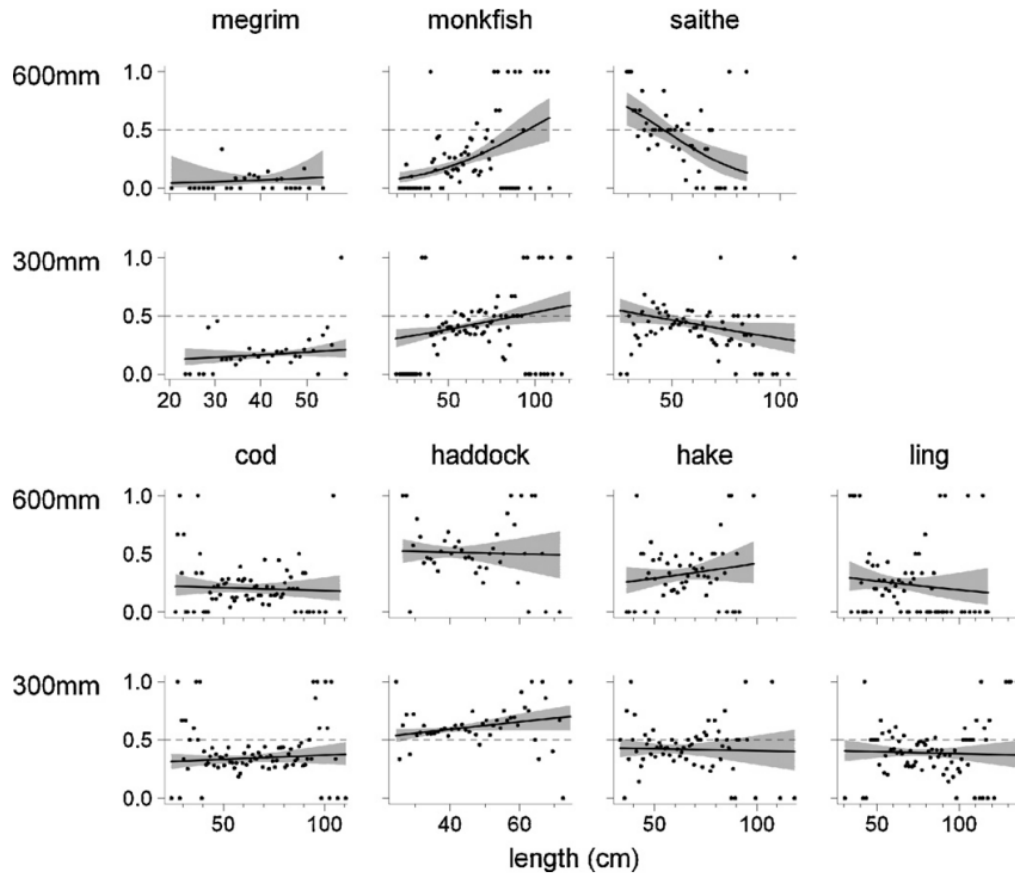 megrim monkfish saithe
600mm 1.0
0.5
0.0
300mm 1.0
0.5
0.0
20 30 40 50 50 100 50 100
cod haddock hake ling
600mm 1.0
0.5
0.0
300mm 1.0
0.5
0.0
50 100 40 60 50 100 50 100
length (cm)